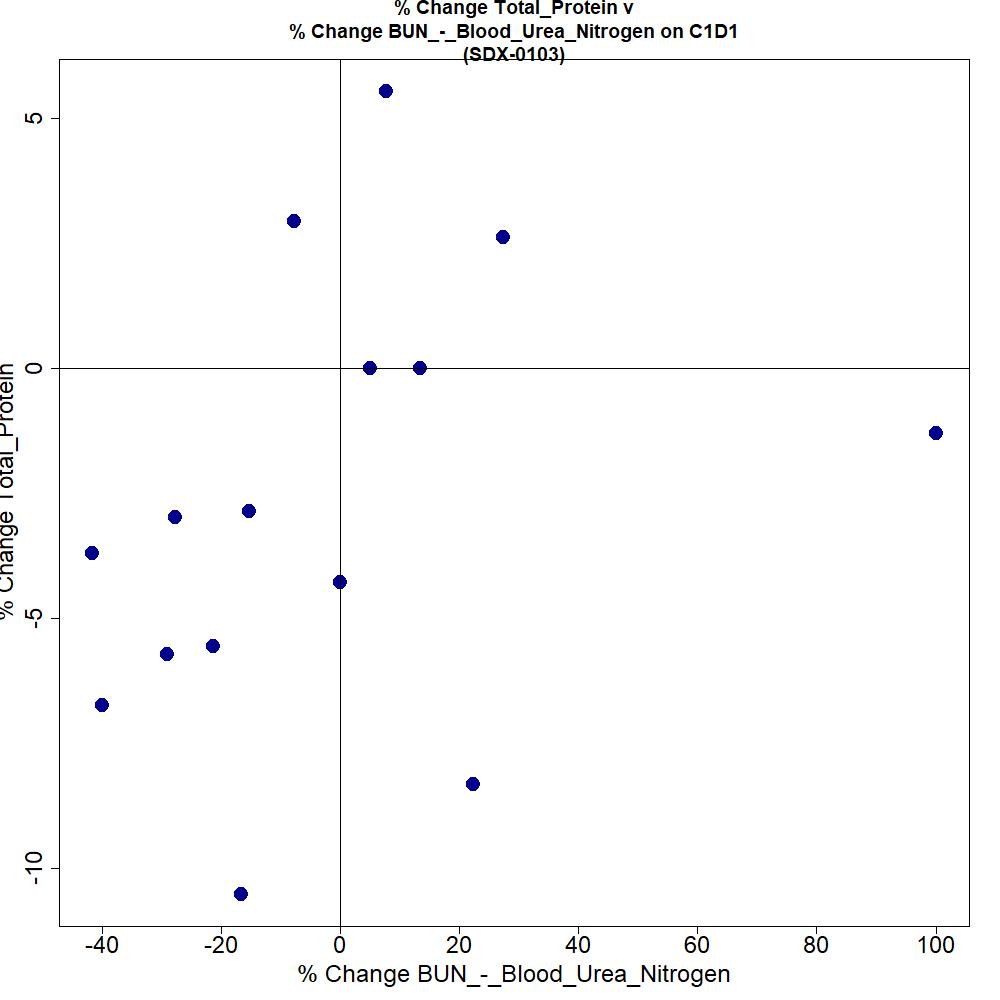 % Change Total_Protein v
% Change BUN_-_Blood_Urea_Nitrogen on C1D1
(SDX-0103)
% Change Total_Protein
5
0
-5
-10
-40 -20 0 20 40 60 80 100
% Change BUN_-_Blood_Urea_Nitrogen